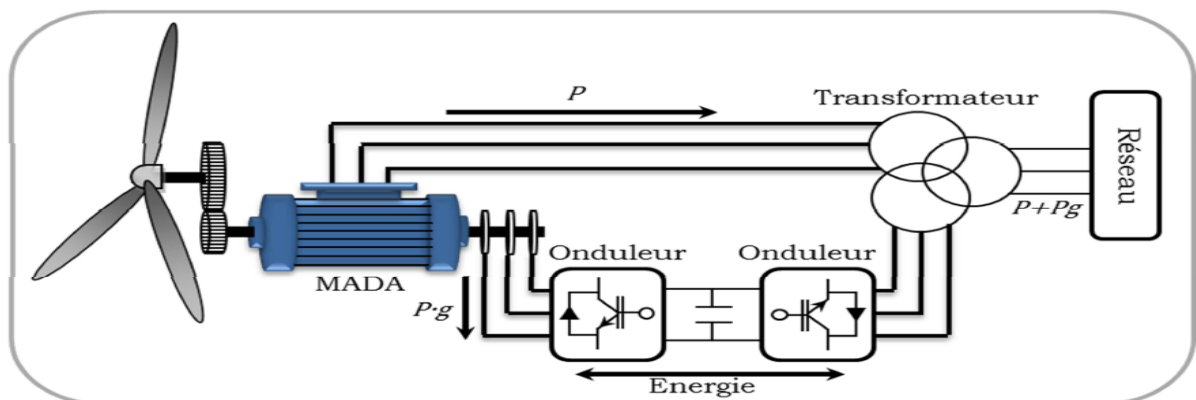 P
Transformateur
Réseau
P+Pg
Onduleur
Onduleur
MADA
P·g
Energie